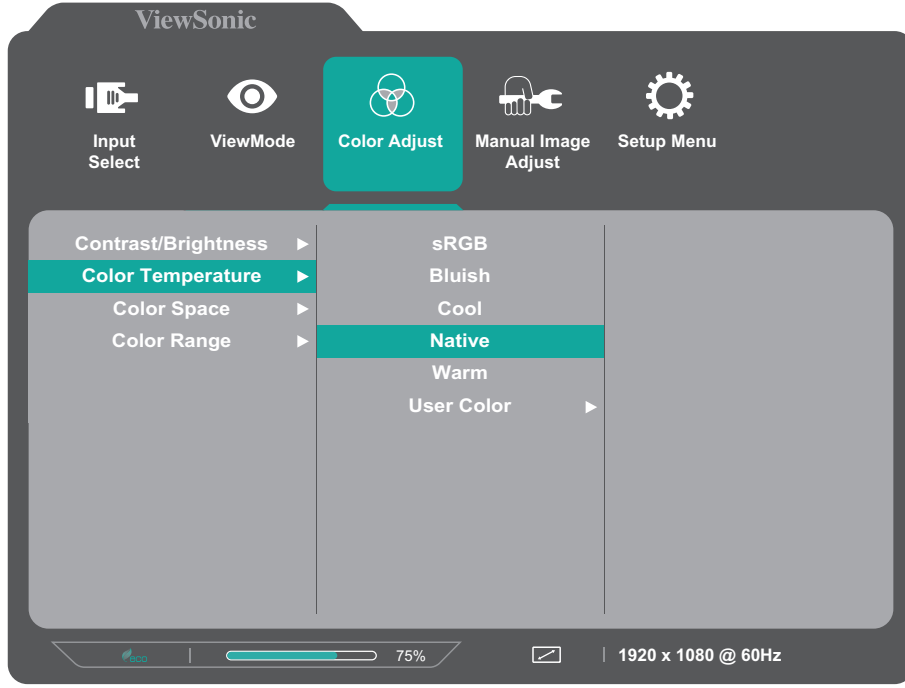 ViewSonic
Input
Select
ViewMode
Color Adjust
Manual Image
Adjust
Setup Menu
Contrast/Brightness
Color Temperature
Color Space
Color Range
sRGB
Bluish
Cool
Native
Warm
User Color
eco
75%
1920 x 1080 @ 60Hz